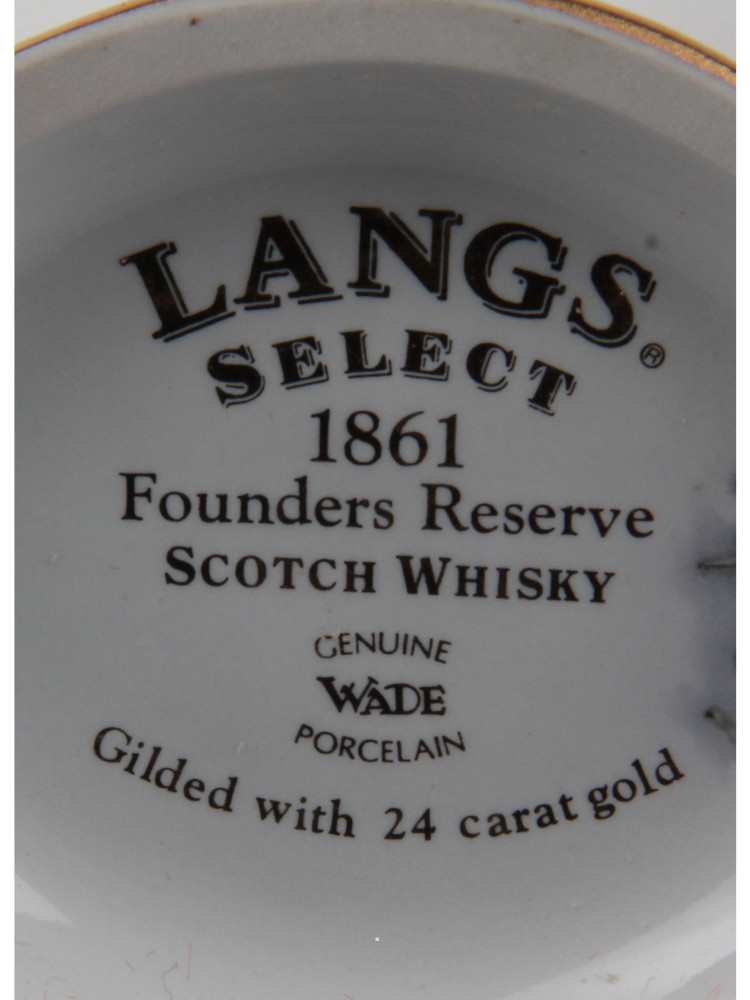 LANGS®
SELECT
1861
Founders Reserve
SCOTCH WHISKY
GENUINE
WADE
PORCELAIN
Gilded with 24 carat gold